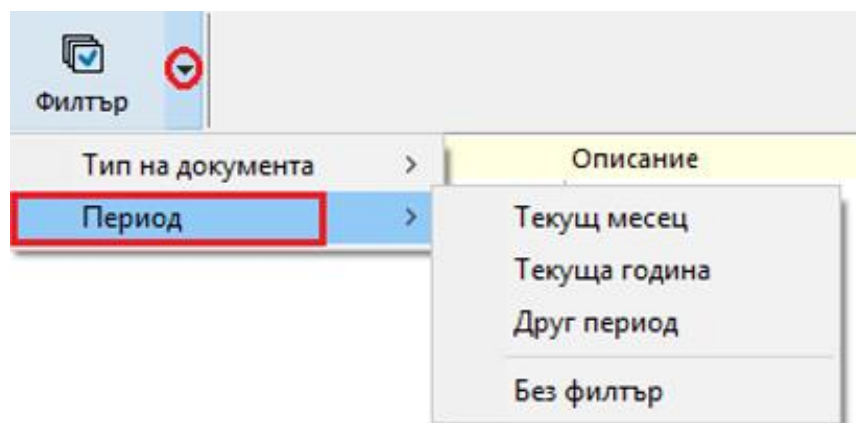 Филтър
Тип на документа
Описание
Период
Текущ месец
Текуща година
Друг период
Без филтър